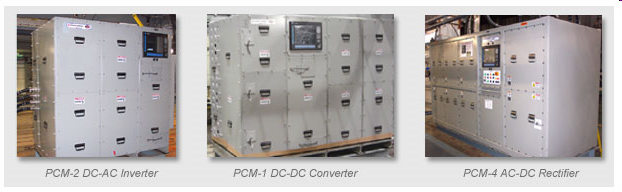 PCM-2 DC-AC Inverter
PCM-1 DC-DC Converter
PCM-4 AC-DC Rectifier